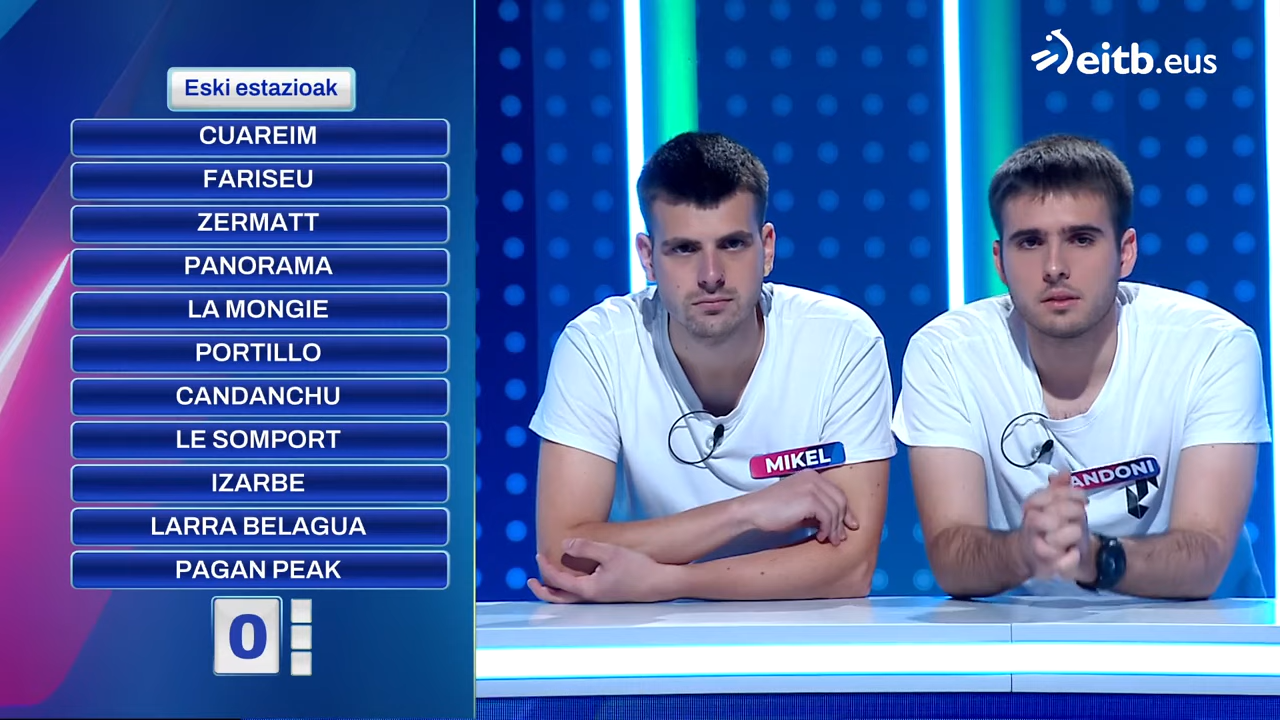 eitb.eus
Eski estazioak
CUAREIM
FARISEU
ZERMATT
PANORAMA
LA MONGIE
PORTILLO
CANDANCHU
LE SOMPORT
IZARBE
LARRA BELAGUA
PAGAN PEAK
0
MIKEL
ANDONI